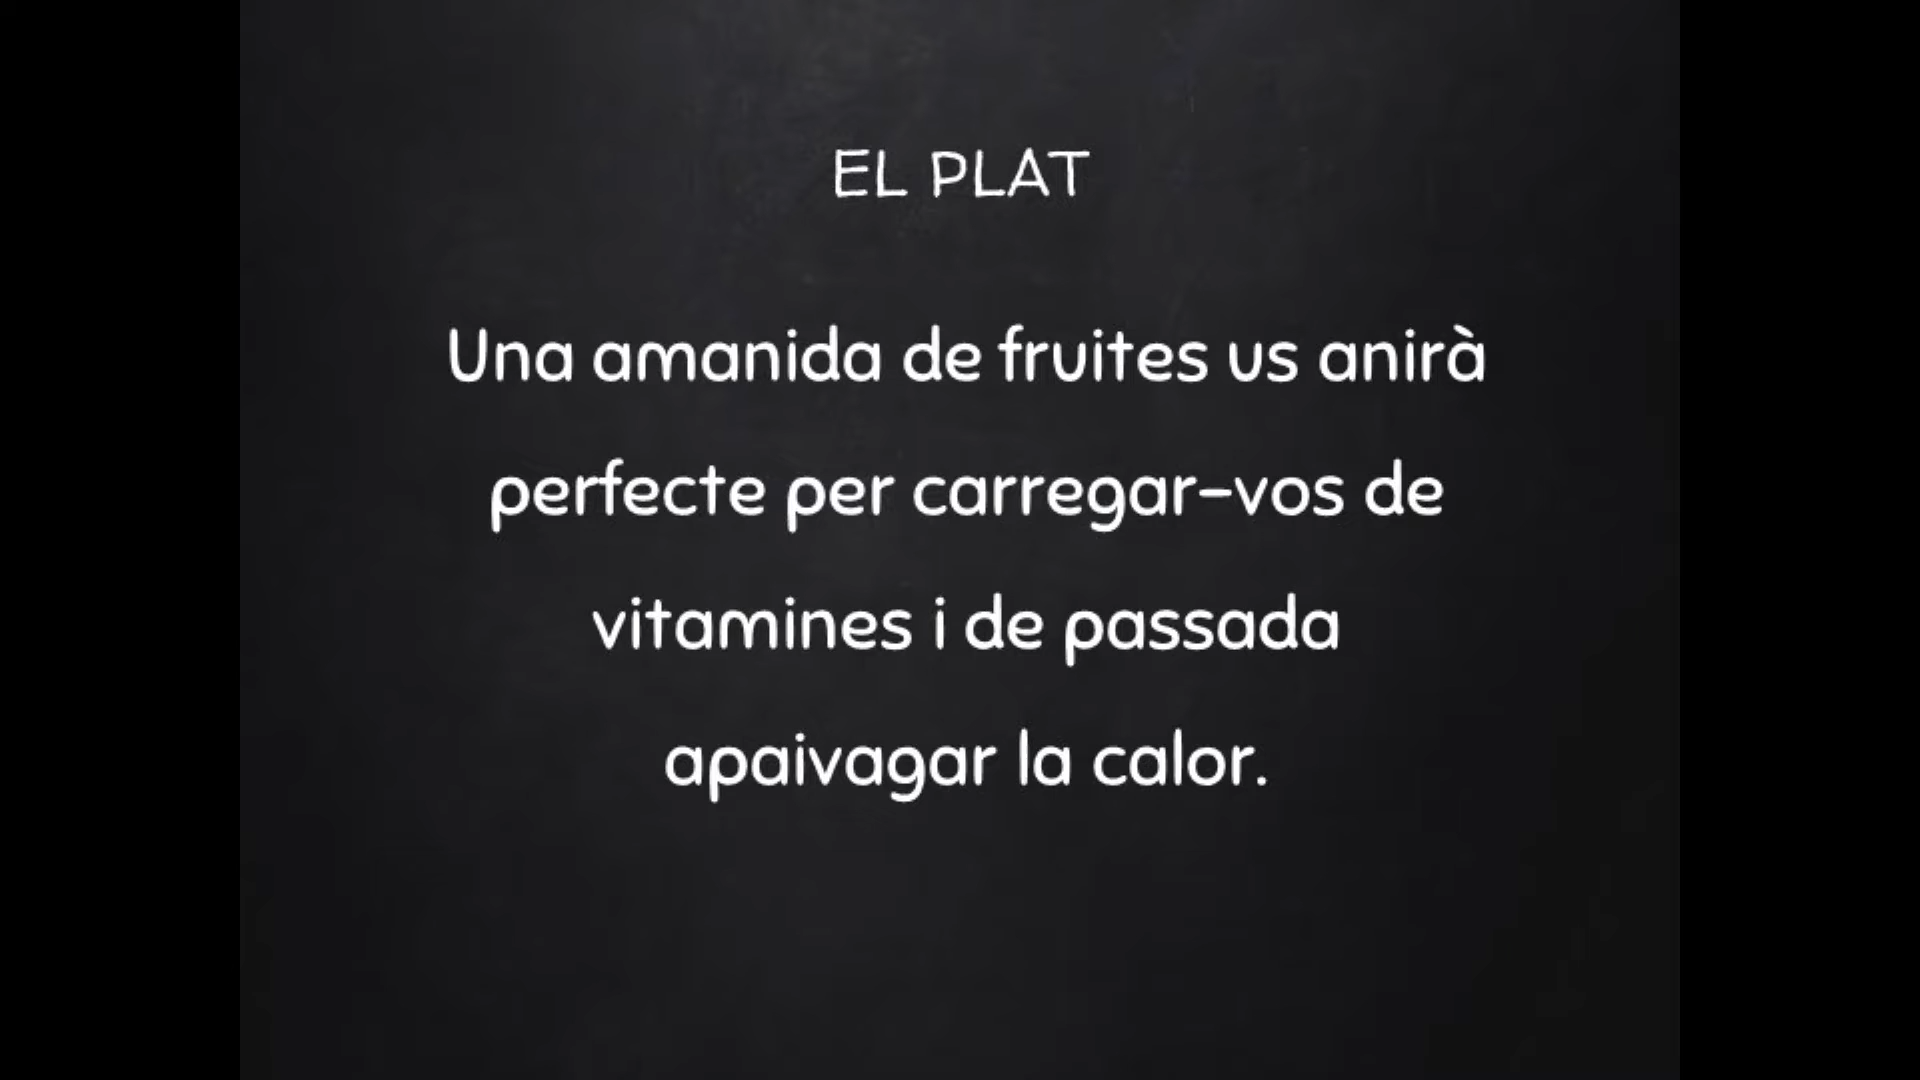 EL PLAT
Una amanida de fruites us anirà
perfecte per carregar-vos de
vitamines i de passada
apaivagar la calor.